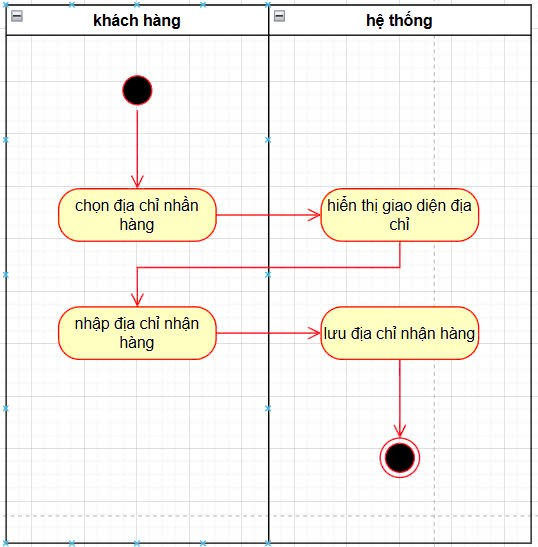 khách hàng
hệ thống
chọn địa chỉ nhần
hàng
hiển thị giao diện địa
chỉ
nhập địa chỉ nhận
hàng
lưu địa chỉ nhận hàng